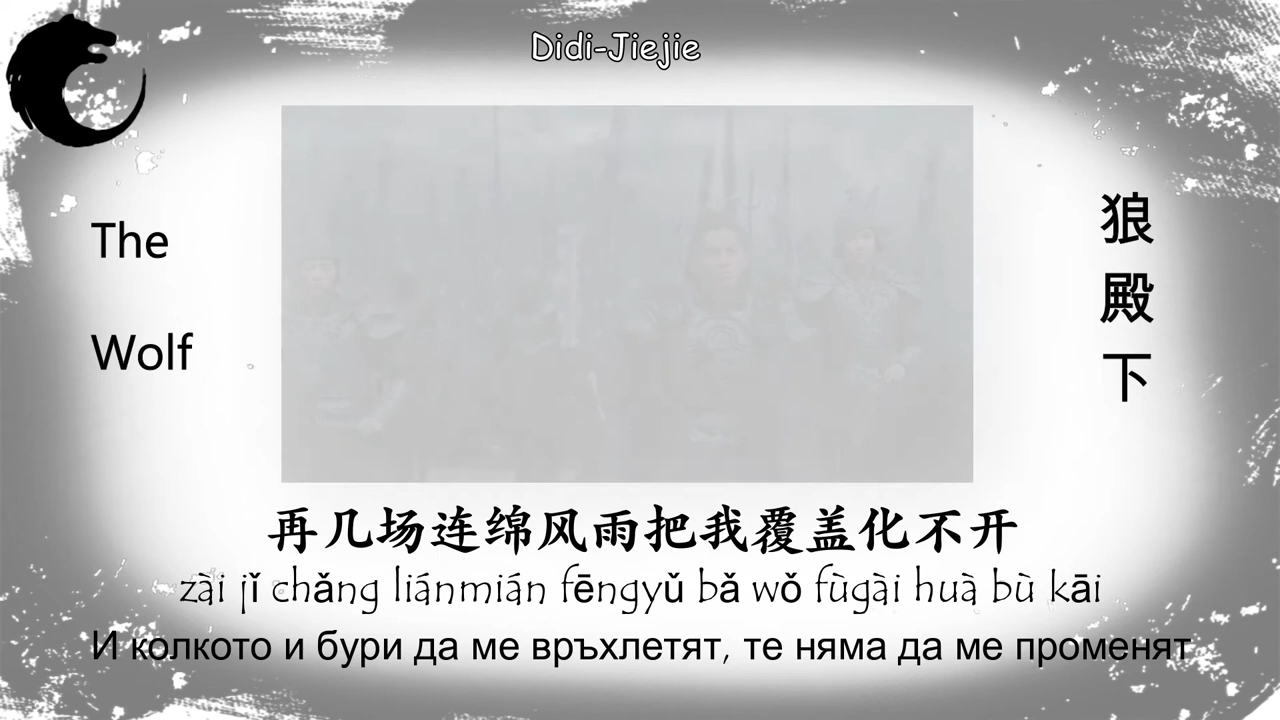 Didi-Jiejie
The
Wolf
狼殿下
再几场连绵风雨把我覆盖化不开
zài jǐ chǎng liánmián fēngyǔ bǎ wǒ fùgài huà bù kāi
И колкото и бури да ме връхлетят, те няма да ме променят